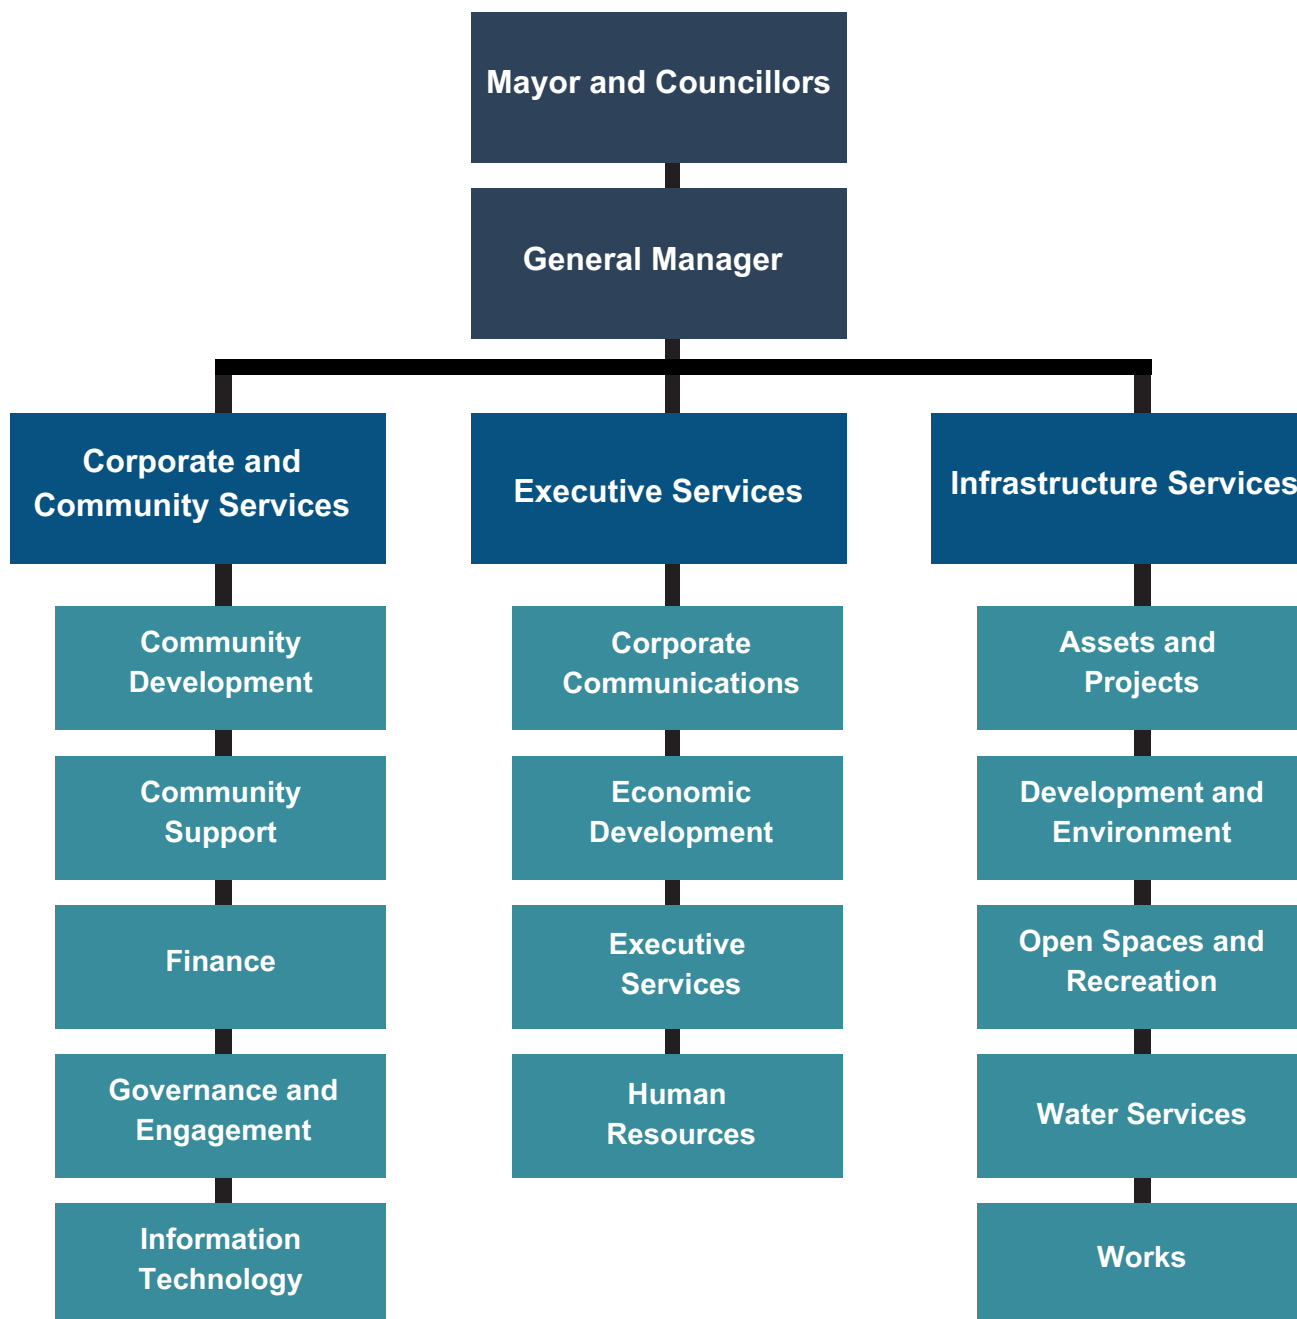 Mayor and Councillors
General Manager
Corporate and
Community Services
Community
Development
Community
Support
Finance
Governance and
Engagement
Information
Technology
Executive Services
Corporate
Communications
Economic
Development
Executive
Services
Human
Resources
Infrastructure Services
Assets and
Projects
Development and
Environment
Open Spaces and
Recreation
Water Services
Works